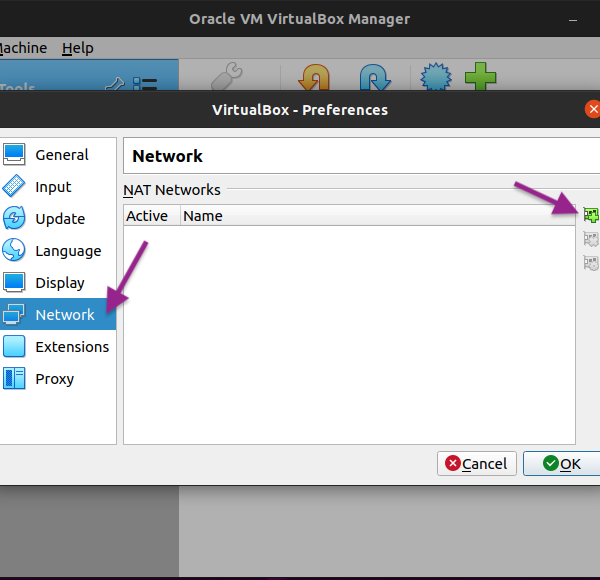 Oracle VM VirtualBox Manager
Machine Help
Tools
VirtualBox - Preferences
General
Input
Update
Language
Display
Network
Extensions
Proxy
Network
NAT Networks
Active Name
Cancel
OK